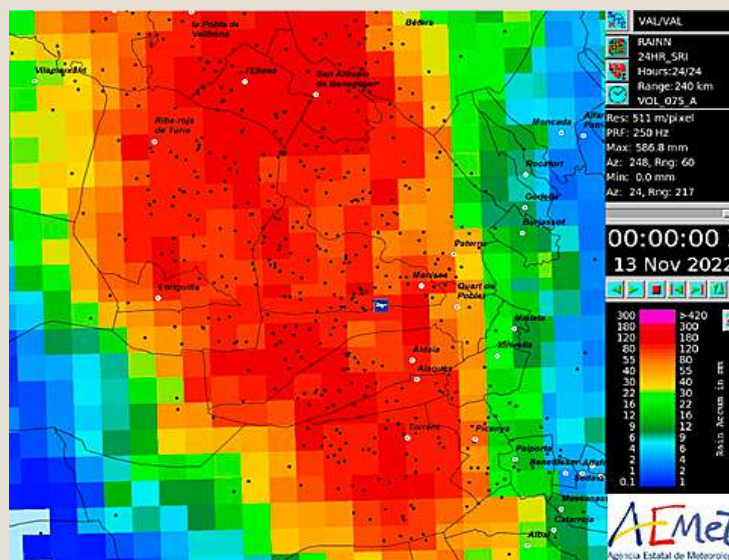 la Pobla de
Vallbona
Bétera
Vilamarxant
l'Eliana
San Antonio
de Benagéber
Riba-roja
de Turia
Moncada
Alfar
Rocafort
Godella
Burjassot
Paterna
Manises
Loriguilla
Quart de
Poblet
Mislata
Xirivella
Aldaia
Alaquàs
Torrent
Picanya
Paiporta
Benetússer
Alfaf
Sedaví
Massanassa
Catarroja
Albal
VAL/VAL
RAINN
24HR_SRI
Hours:24/24
Range:240 km
VOL_075_A
Res: 511 m/pixel
PRF: 250 Hz
Max: 586.8 mm
Az: 248, Rng: 60
Min: 0.0 mm
Az: 24, Rng: 217
00:00:00
13 Nov 2022
300 >420
180 300
120 180
80 120
55 80
40 55
30 40
22 30
16 22
12 16
9 12
6 9
4 6
2 4
1 2
0.1 1
Rain Accum in mm
AEMet
Agencia Estatal de Meteorolog